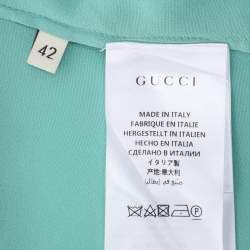 42
GUCCI
MADE IN ITALY
FABRIQUE EN ITALIE
HERGESTELLT IN ITALIEN
HECHO EN ITALIA
СДЕЛАНО В ИТАЛИИ
イタリア製
产地:意大利
صنع في إيطاليا